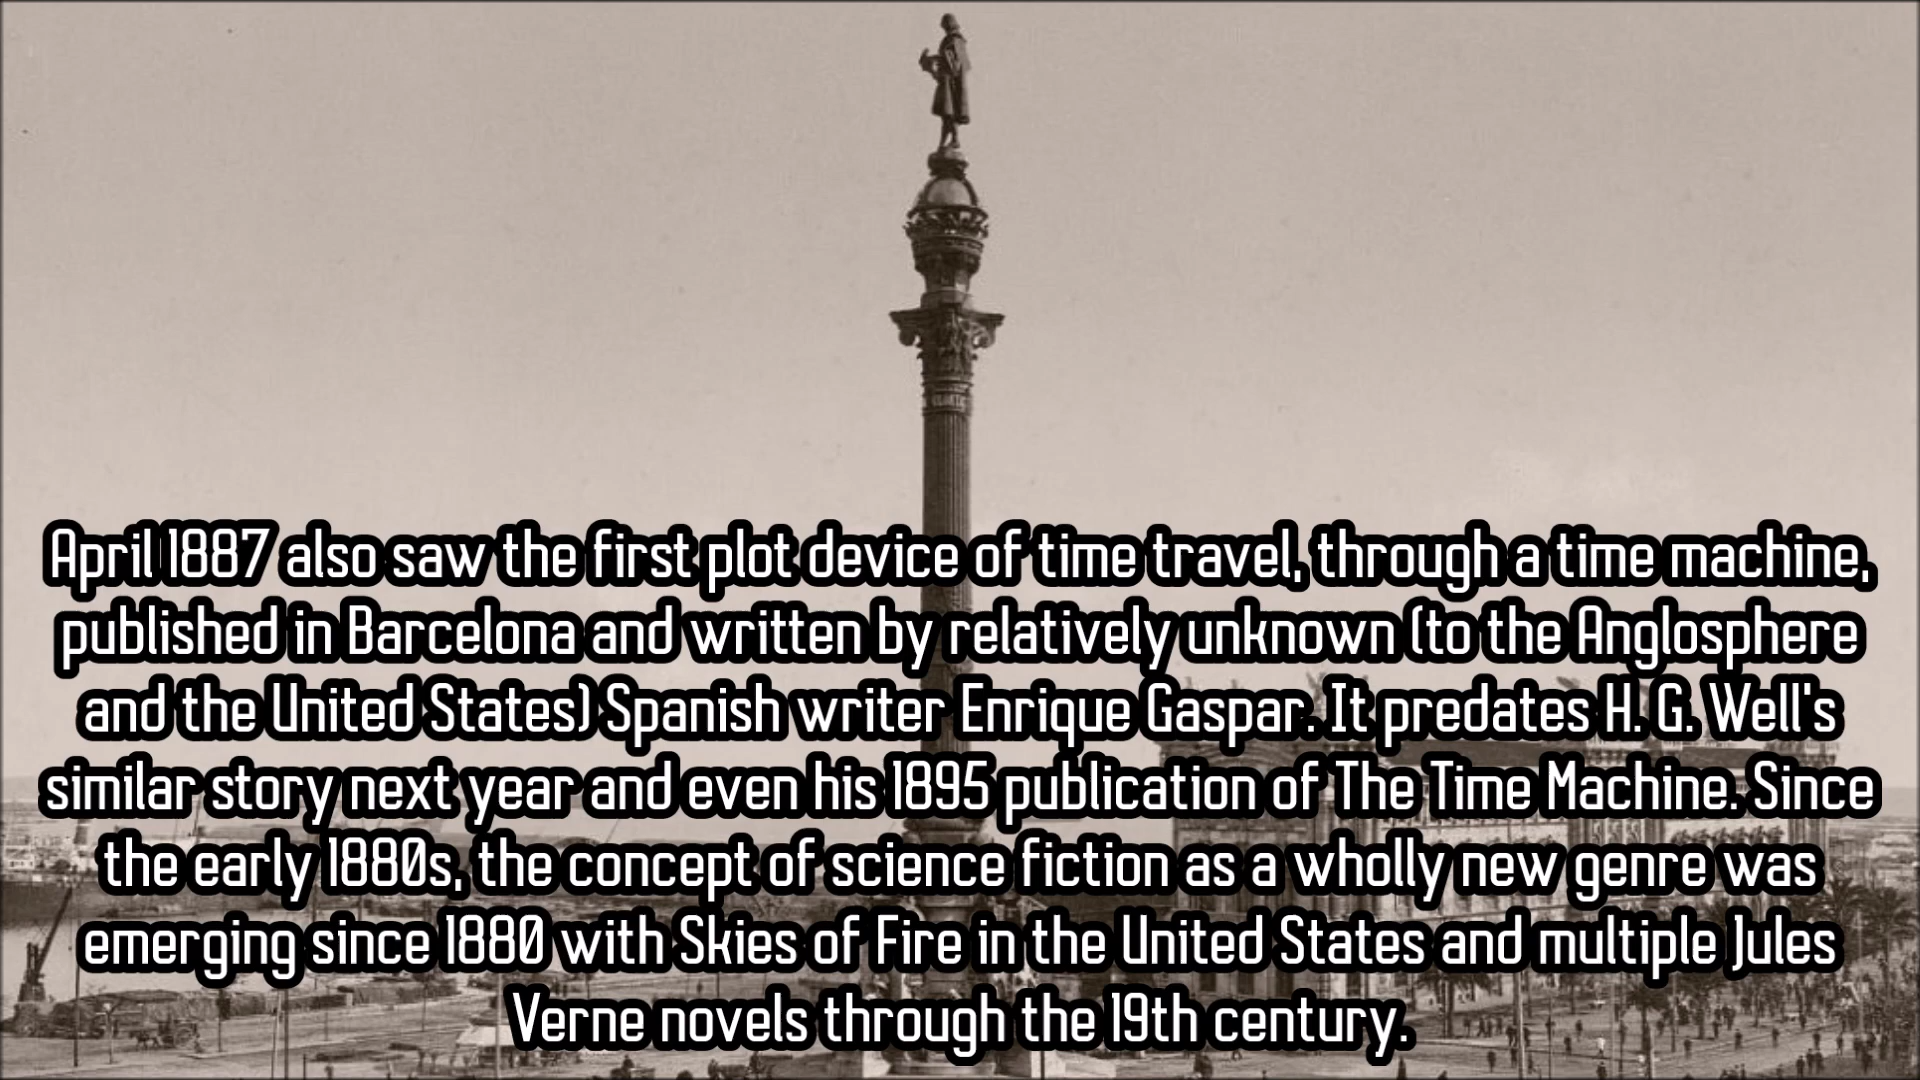 April 1887 also saw the first plot device of time travel, through a time machine,
published in Barcelona and written by relatively unknown (to the Anglosphere
and the United States) Spanish writer Enrique Gaspar. It predates H. G. Well's
similar story next year and even his 1895 publication of The Time Machine. Since
the early 1880s, the concept of science fiction as a wholly new genre was
emerging since 1880 with Skies of Fire in the United States and multiple Jules
Verne novels through the 19th century.